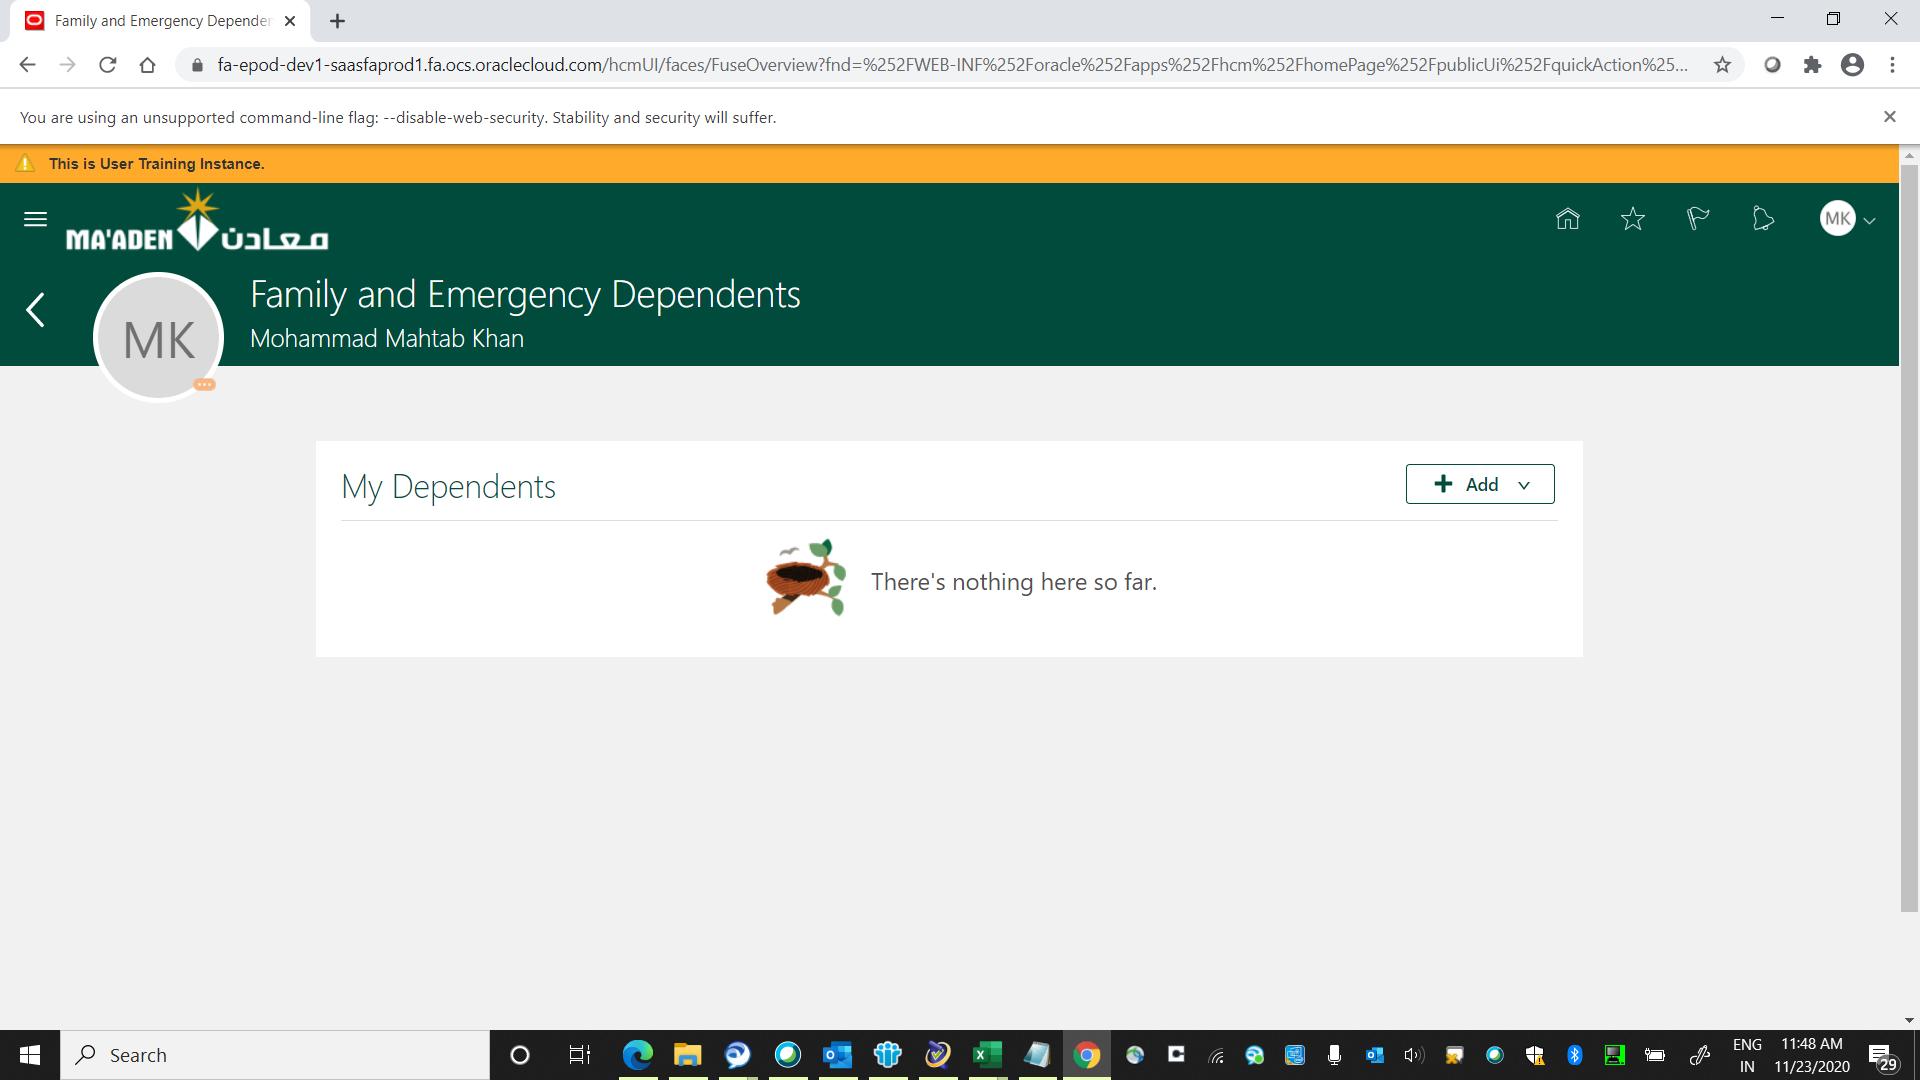 Family and Emergency Depender
fa-epod-dev1-saasfaprod1.fa.ocs.oraclecloud.com/hcmUI/faces/FuseOverview?fnd=%252FWEB-INF%252Foracle%252Fapps%252Fhcm%252FhomePage%252FpublicUi%252FquickAction%25...
You are using an unsupported command-line flag: --disable-web-security. Stability and security will suffer.
This is User Training Instance.
MA'ADEN معادن
MK
Family and Emergency Dependents
MK
Mohammad Mahtab Khan
My Dependents
Add
There's nothing here so far.
Search
ENG
IN
11:48 AM
11/23/2020
29